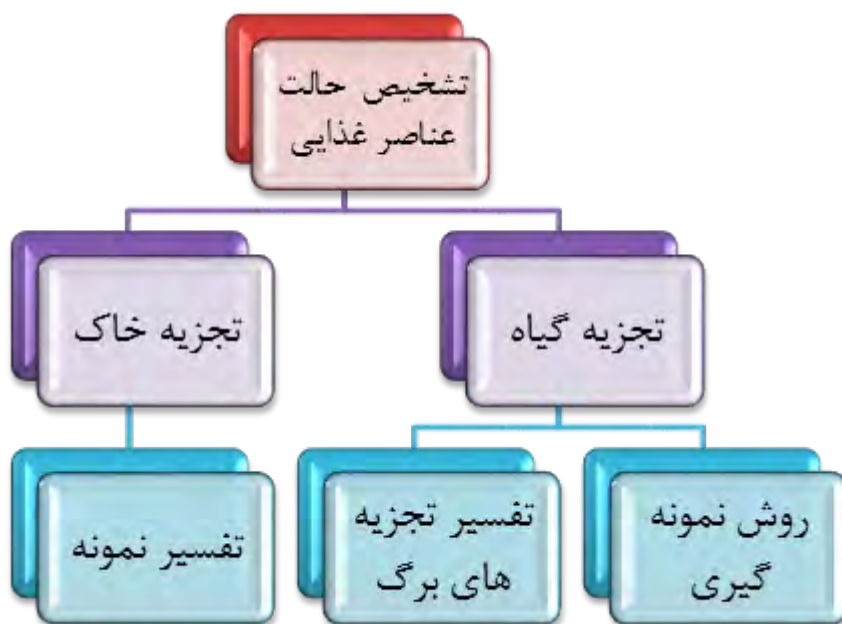 تشخیص حالت
عناصر غذایی
تجزیه گیاه
تجزیه خاک
روش نمونه
گیری
تفسیر تجزیه
های برگ
تفسیر نمونه